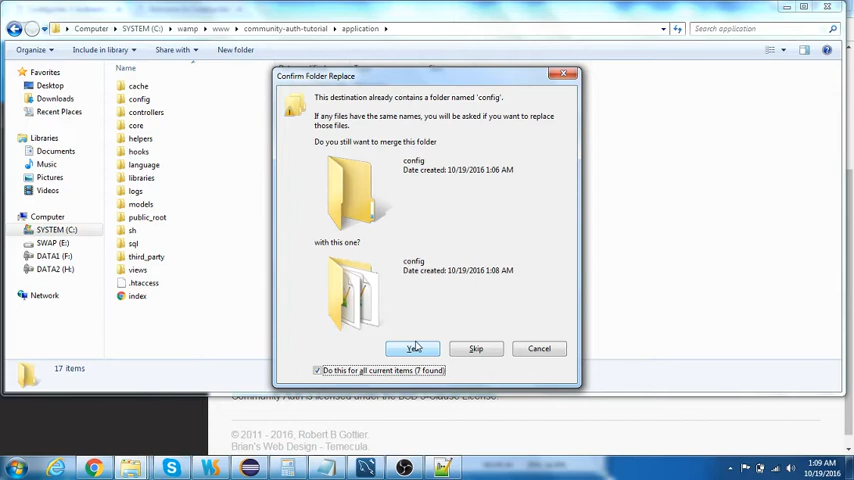 Computer ▸ SYSTEM (C:) ▸ wamp ▸ www ▸ community-auth-tutorial ▸ application ▸
Search application
Organize
Include in library
Share with
New folder
Name
Favorites
Desktop
Downloads
Recent Places
Libraries
Documents
Music
Pictures
Videos
Computer
SYSTEM (C:)
SWAP (E:)
DATA1 (F:)
DATA2 (H:)
Network
cache
config
controllers
core
helpers
hooks
language
libraries
logs
models
public_root
sh
sql
third_party
views
.htaccess
index
17 items
Confirm Folder Replace
This destination already contains a folder named 'config'.
If any files have the same names, you will be asked if you want to replace
those files.
Do you still want to merge this folder
config
Date created: 10/19/2016 1:06 AM
with this one?
config
Date created: 10/19/2016 1:08 AM
Yes
Skip
Cancel
Do this for all current items (7 found)
Community Auth is licensed under the BSD 3-Clause License.
© 2011 - 2016, Robert B Gottier.
Brian's Web Design - Temecula.
1:09 AM
10/19/2016